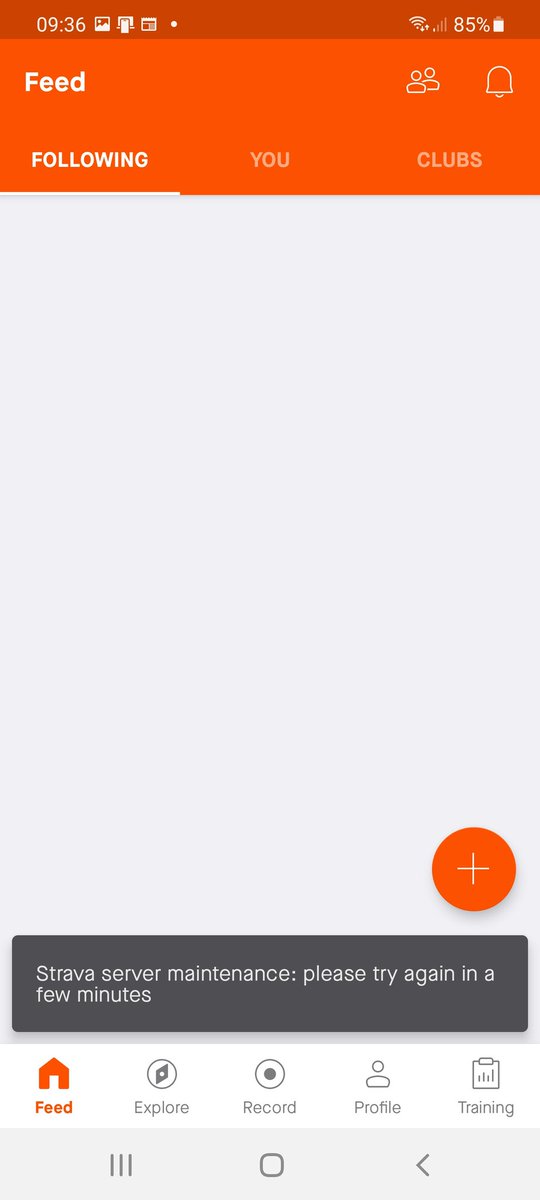 09:36 85%
Feed
FOLLOWING YOU CLUBS
Strava server maintenance: please try again in a
few minutes
Feed Explore Record Profile Training